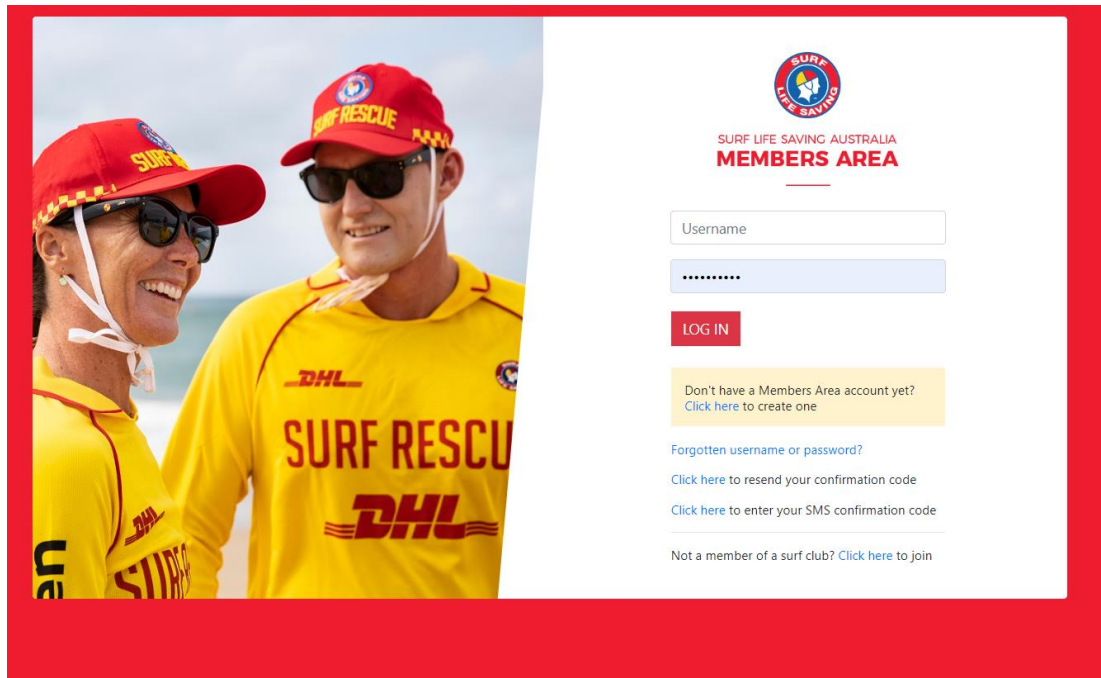 SURF RESCUE
SURF
DHL
SURF RESCU
DHL
DHL
en
SURF
SURF
LIFE SAVING
SURF LIFE SAVING AUSTRALIA
MEMBERS AREA
Username
••••••••••
LOG IN
Don't have a Members Area account yet?
Click here to create one
Forgotten username or password?
Click here to resend your confirmation code
Click here to enter your SMS confirmation code
Not a member of a surf club? Click here to join